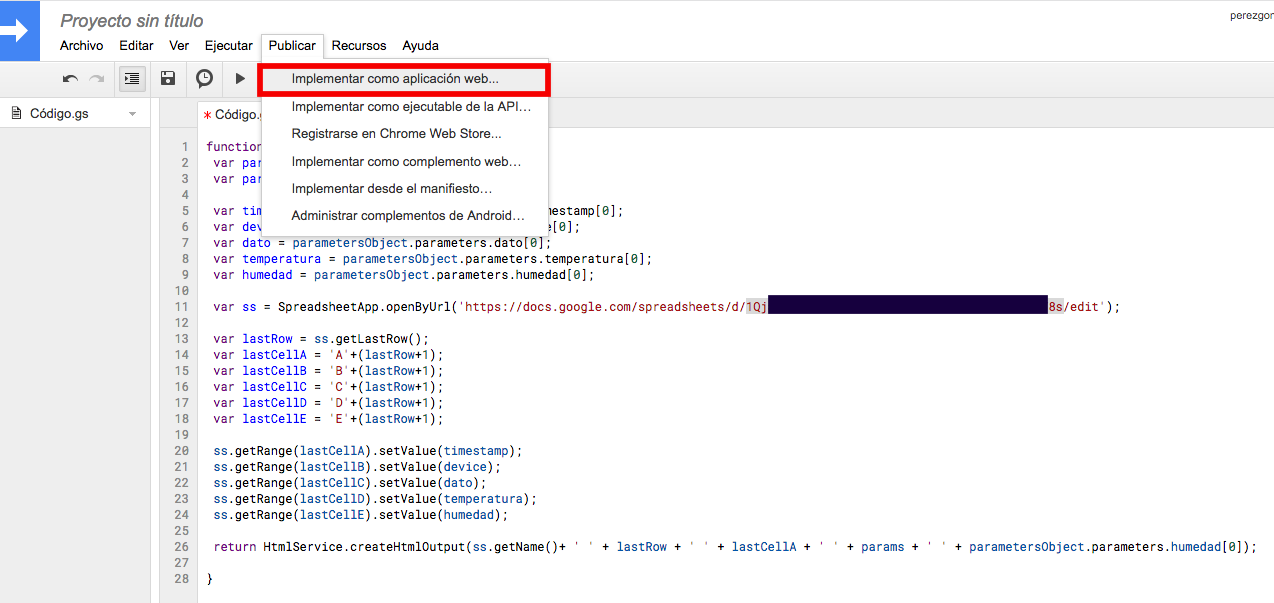 Proyecto sin título
perezgor
Archivo Editar Ver Ejecutar Publicar Recursos Ayuda
Implementar como aplicación web...
Implementar como ejecutable de la API...
Registrarse en Chrome Web Store...
Implementar como complemento web...
Implementar desde el manifiesto...
Administrar complementos de Android...
Código.gs
* Código.g
1 function
2 var par
3 var par
4
5 var tim estamp[0];
6 var dev e[0];
7 var dato = parametersObject.parameters.dato[0];
8 var temperatura = parametersObject.parameters.temperatura[0];
9 var humedad = parametersObject.parameters.humedad[0];
10
11 var ss = SpreadsheetApp.openByUrl('https://docs.google.com/spreadsheets/d/1Qj 8s/edit');
12
13 var lastRow = ss.getLastRow();
14 var lastCellA = 'A'+(lastRow+1);
15 var lastCellB = 'B'+(lastRow+1);
16 var lastCellC = 'C'+(lastRow+1);
17 var lastCellD = 'D'+(lastRow+1);
18 var lastCellE = 'E'+(lastRow+1);
19
20 ss.getRange(lastCellA).setValue(timestamp);
21 ss.getRange(lastCellB).setValue(device);
22 ss.getRange(lastCellC).setValue(dato);
23 ss.getRange(lastCellD).setValue(temperatura);
24 ss.getRange(lastCellE).setValue(humedad);
25
26 return HtmlService.createHtmlOutput(ss.getName()+ ' ' + lastRow + ' ' + lastCellA + ' ' + params + ' ' + parametersObject.parameters.humedad[0]);
27
28 }